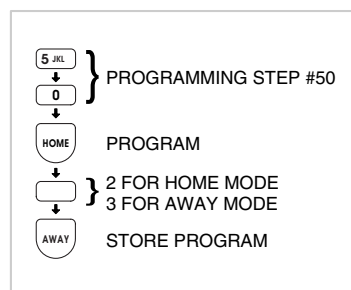 5 JKL
0
PROGRAMMING STEP #50
HOME
PROGRAM
2 FOR HOME MODE
3 FOR AWAY MODE
AWAY
STORE PROGRAM